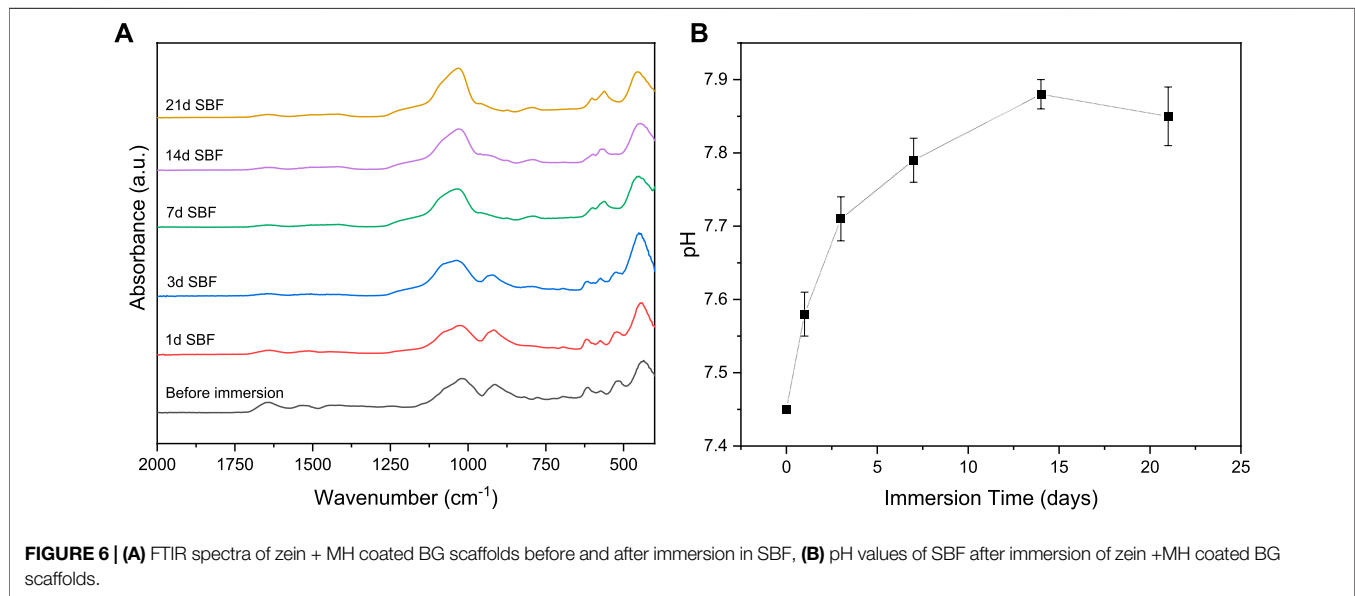 A
B
21d SBF
14d SBF
7d SBF
3d SBF
1d SBF
Before immersion
Absorbance (a.u.)
2000 1750 1500 1250 1000 750 500
Wavenumber (cm⁻¹)
7.9
7.8
7.7
7.6
7.5
7.4
pH
0 5 10 15 20 25
Immersion Time (days)
FIGURE 6 | (A) FTIR spectra of zein + MH coated BG scaffolds before and after immersion in SBF, (B) pH values of SBF after immersion of zein +MH coated BG
scaffolds.